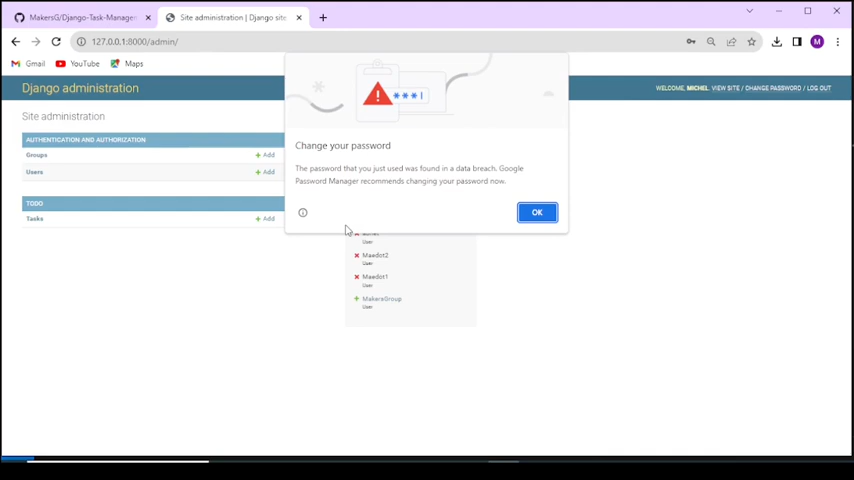 MakersG/Django-Task-Manager
Site administration | Django site
127.0.0.1:8000/admin/
M
Gmail
YouTube
Maps
Django administration
WELCOME, MICHEL. VIEW SITE / CHANGE PASSWORD / LOG OUT
Site administration
AUTHENTICATION AND AUTHORIZATION
Groups
Add
Users
Add
TODO
Tasks
Add
***|
Change your password
The password that you just used was found in a data breach. Google
Password Manager recommends changing your password now.
OK
User
Maedot2
User
Maedot1
User
MakersGroup
User